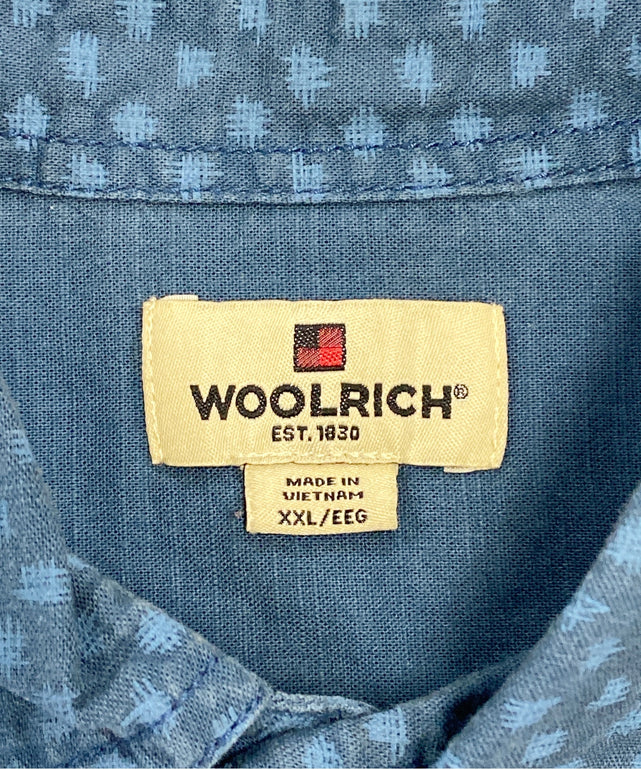 WOOLRICH®
EST. 1830
MADE IN
VIETNAM
XXL/EEG